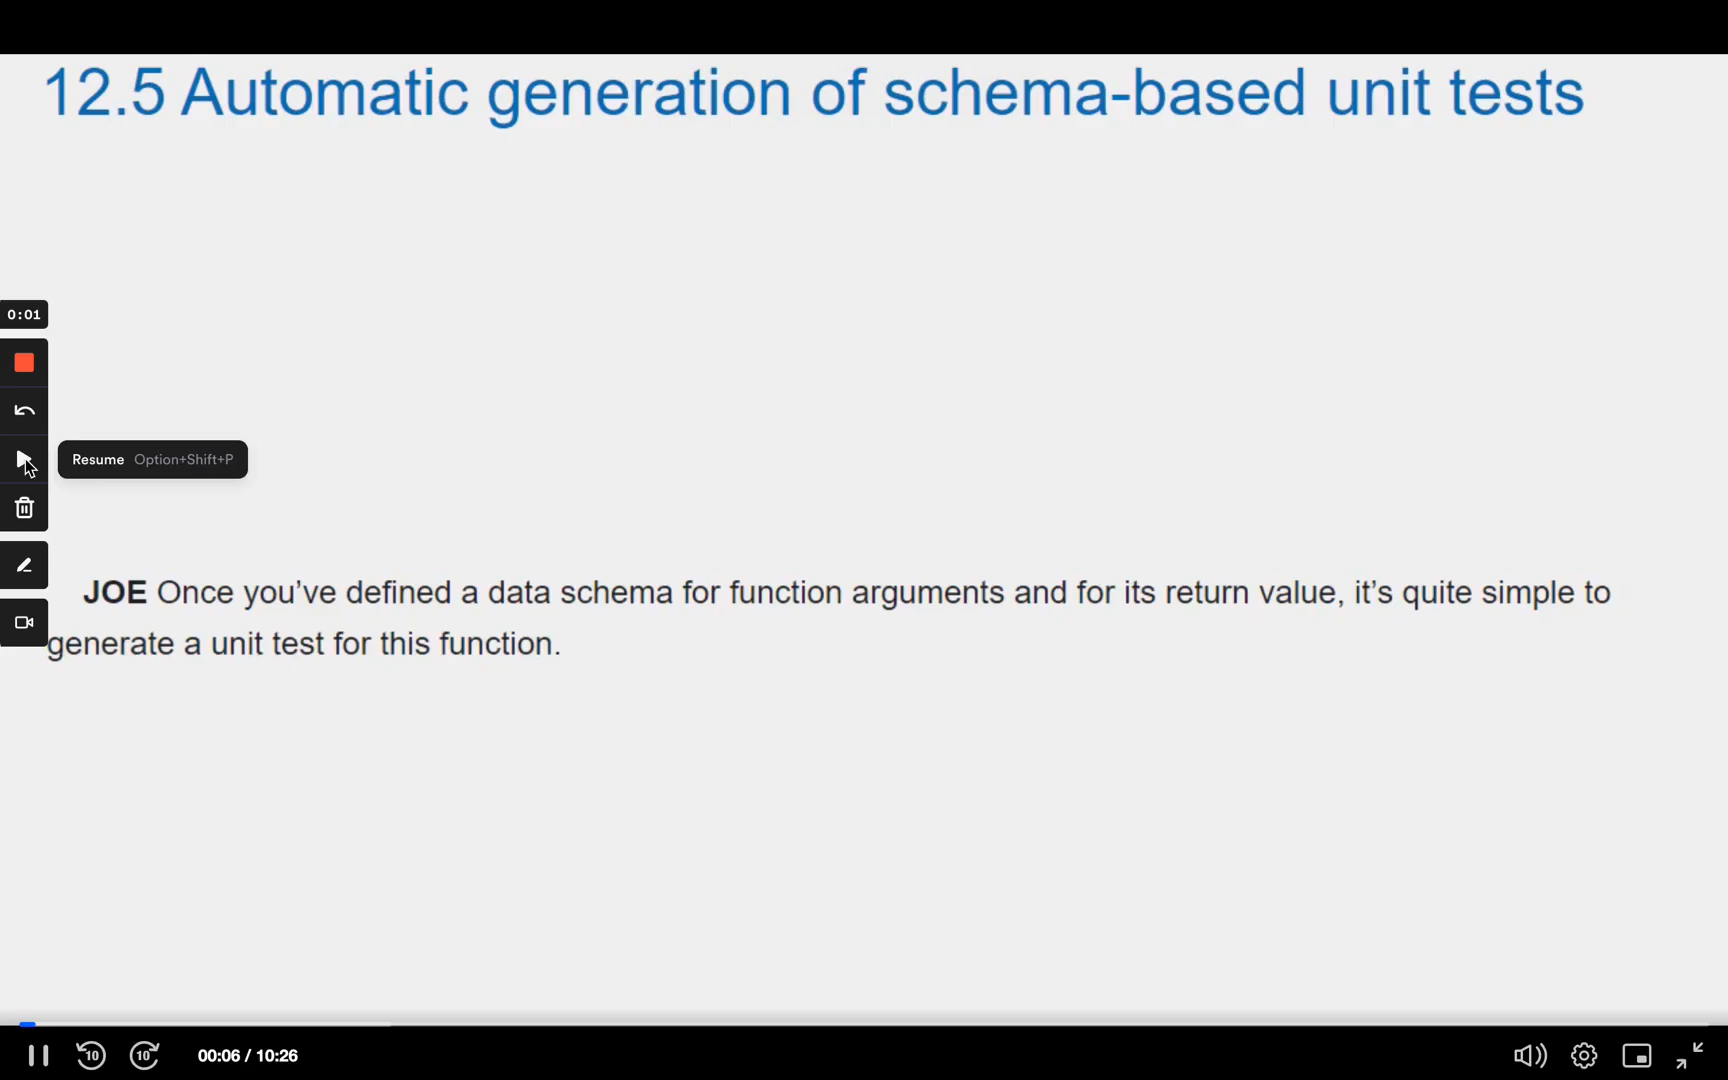 12.5 Automatic generation of schema-based unit tests
0:01
Resume Option+Shift+P
JOE Once you’ve defined a data schema for function arguments and for its return value, it’s quite simple to
generate a unit test for this function.
10 10 00:06 / 10:26